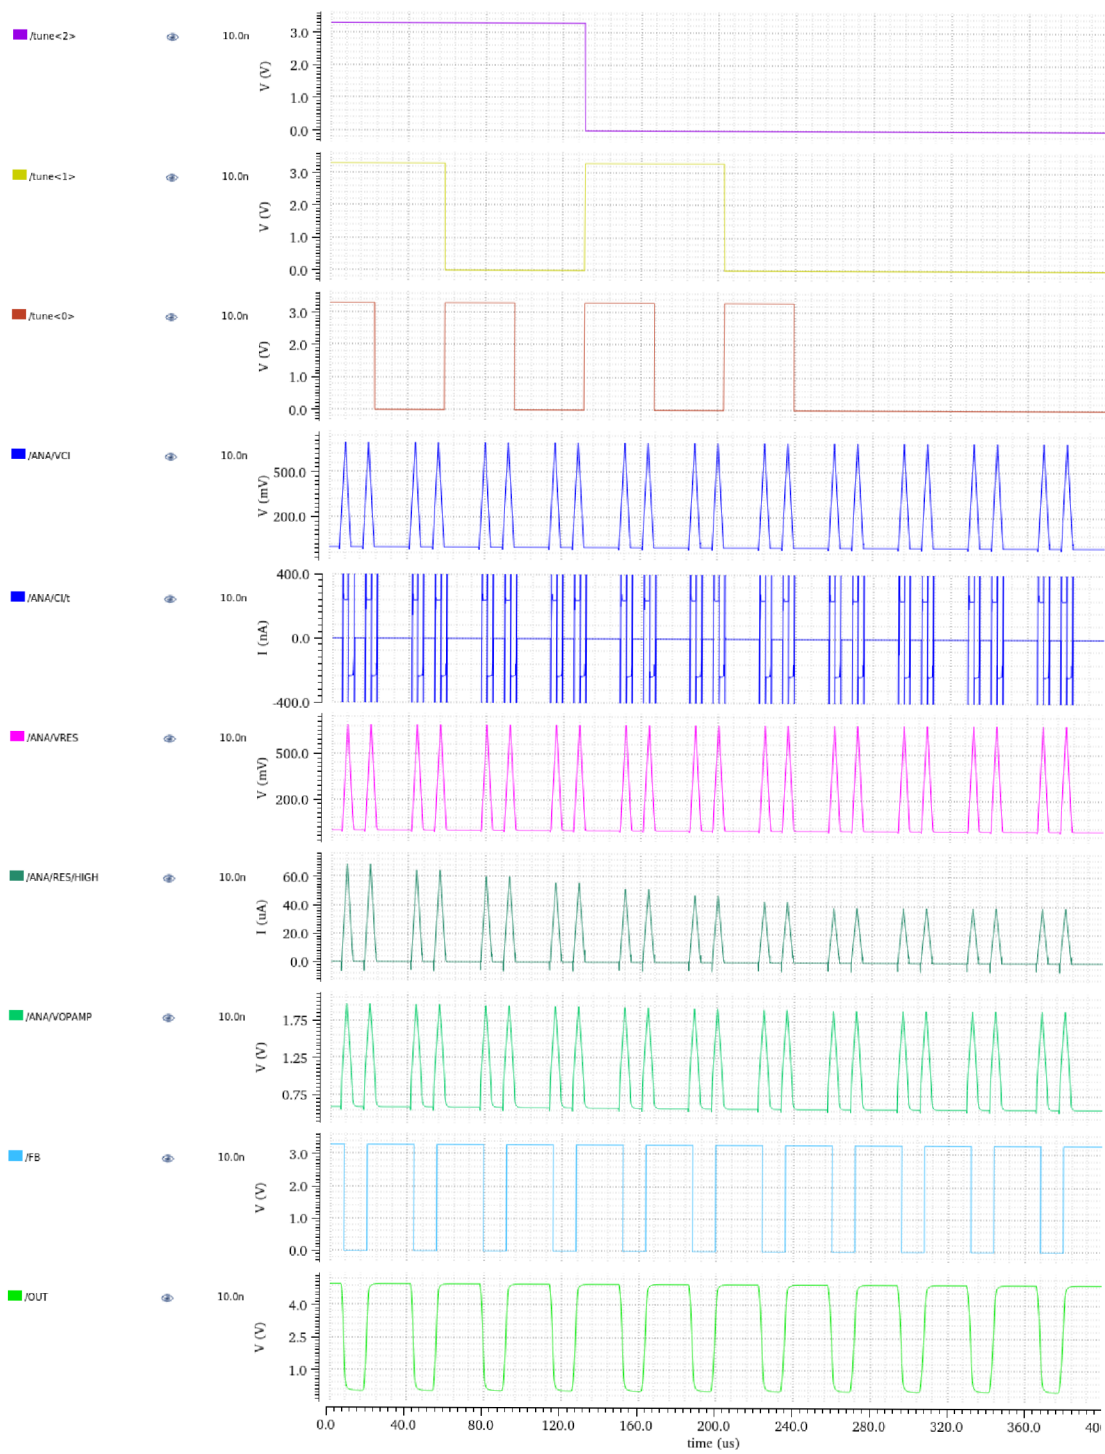 /tune<2> 10.0n
V (V)
3.0
2.0
1.0
0.0
/tune<1> 10.0n
V (V)
3.0
2.0
1.0
0.0
/tune<0> 10.0n
V (V)
3.0
2.0
1.0
0.0
/ANA/VCI 10.0n
V (mV)
500.0
200.0
/ANA/CI/t 10.0n
I (nA)
400.0
0.0
-400.0
/ANA/VRES 10.0n
V (mV)
500.0
200.0
/ANA/RES/HIGH 10.0n
I (uA)
60.0
40.0
20.0
0.0
/ANA/VOPAMP 10.0n
V (V)
1.75
1.25
0.75
/FB 10.0n
V (V)
3.0
2.0
1.0
0.0
/OUT 10.0n
V (V)
4.0
2.5
1.0
0.0 40.0 80.0 120.0 160.0 200.0 240.0 280.0 320.0 360.0 40
time (us)